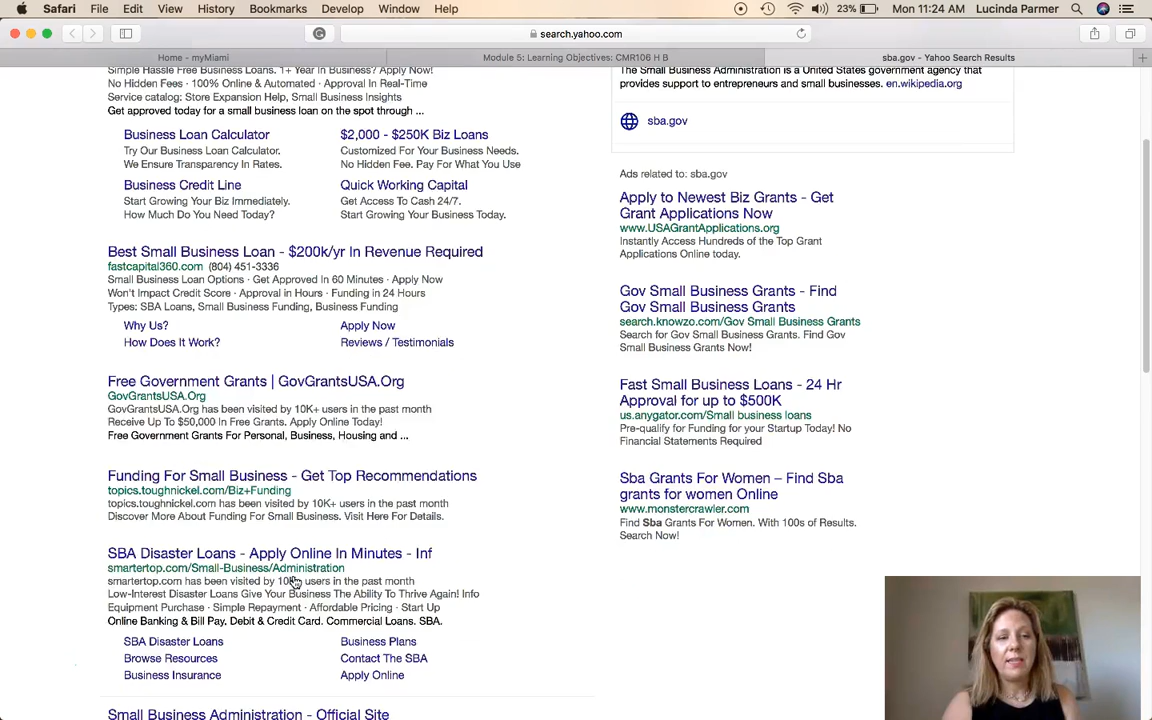 Safari File Edit View History Bookmarks Develop Window Help 23% Mon 11:24 AM Lucinda Parmer
search.yahoo.com
Home - myMiami
Module 5: Learning Objectives: CMR106 H B
sba.gov - Yahoo Search Results
Simple Hassle Free Business Loans. 1+ Year In Business? Apply Now!
No Hidden Fees · 100% Online & Automated · Approval in Real-Time
Service catalog: Store Expansion Help, Small Business Insights
Get approved today for a small business loan on the spot through ...
Business Loan Calculator
Try Our Business Loan Calculator.
We Ensure Transparency In Rates.
$2,000 - $250K Biz Loans
Customized For Your Business Needs.
No Hidden Fee. Pay For What You Use
Business Credit Line
Start Growing Your Biz Immediately.
How Much Do You Need Today?
Quick Working Capital
Get Access To Cash 24/7.
Start Growing Your Business Today.
Best Small Business Loan - $200k/yr In Revenue Required
fastcapital360.com (804) 451-3336
Small Business Loan Options · Get Approved In 60 Minutes · Apply Now
Won't Impact Credit Score · Approval in Hours · Funding in 24 Hours
Types: SBA Loans, Small Business Funding, Business Funding
Why Us?
Apply Now
How Does It Work?
Reviews / Testimonials
Free Government Grants | GovGrantsUSA.Org
GovGrantsUSA.Org
GovGrantsUSA.Org has been visited by 10K+ users in the past month
Receive Up To $50,000 In Free Grants. Apply Online Today!
Free Government Grants For Personal, Business, Housing and ...
Funding For Small Business - Get Top Recommendations
topics.toughnickel.com/Biz+Funding
topics.toughnickel.com has been visited by 10K+ users in the past month
Discover More About Funding For Small Business. Visit Here For Details.
SBA Disaster Loans - Apply Online In Minutes - Inf
smartertop.com/Small-Business/Administration
smartertop.com has been visited by 10K+ users in the past month
Low-Interest Disaster Loans Give Your Business The Ability To Thrive Again! Info
Equipment Purchase · Simple Repayment · Affordable Pricing · Start Up
Online Banking & Bill Pay, Debit & Credit Card. Commercial Loans. SBA.
SBA Disaster Loans
Business Plans
Browse Resources
Contact The SBA
Business Insurance
Apply Online
Small Business Administration - Official Site
The Small Business Administration is a United States government agency that
provides support to entrepreneurs and small businesses. en.wikipedia.org
sba.gov
Ads related to: sba.gov
Apply to Newest Biz Grants - Get
Grant Applications Now
www.USAGrantApplications.org
Instantly Access Hundreds of the Top Grant
Applications Online today.
Gov Small Business Grants - Find
Gov Small Business Grants
search.knowzo.com/Gov Small Business Grants
Search for Gov Small Business Grants. Find Gov
Small Business Grants Now!
Fast Small Business Loans - 24 Hr
Approval for up to $500K
us.anygator.com/Small business loans
Pre-qualify for Funding for your Startup Today! No
Financial Statements Required
Sba Grants For Women – Find Sba
grants for women Online
www.monstercrawler.com
Find Sba Grants For Women. With 100s of Results.
Search Now!